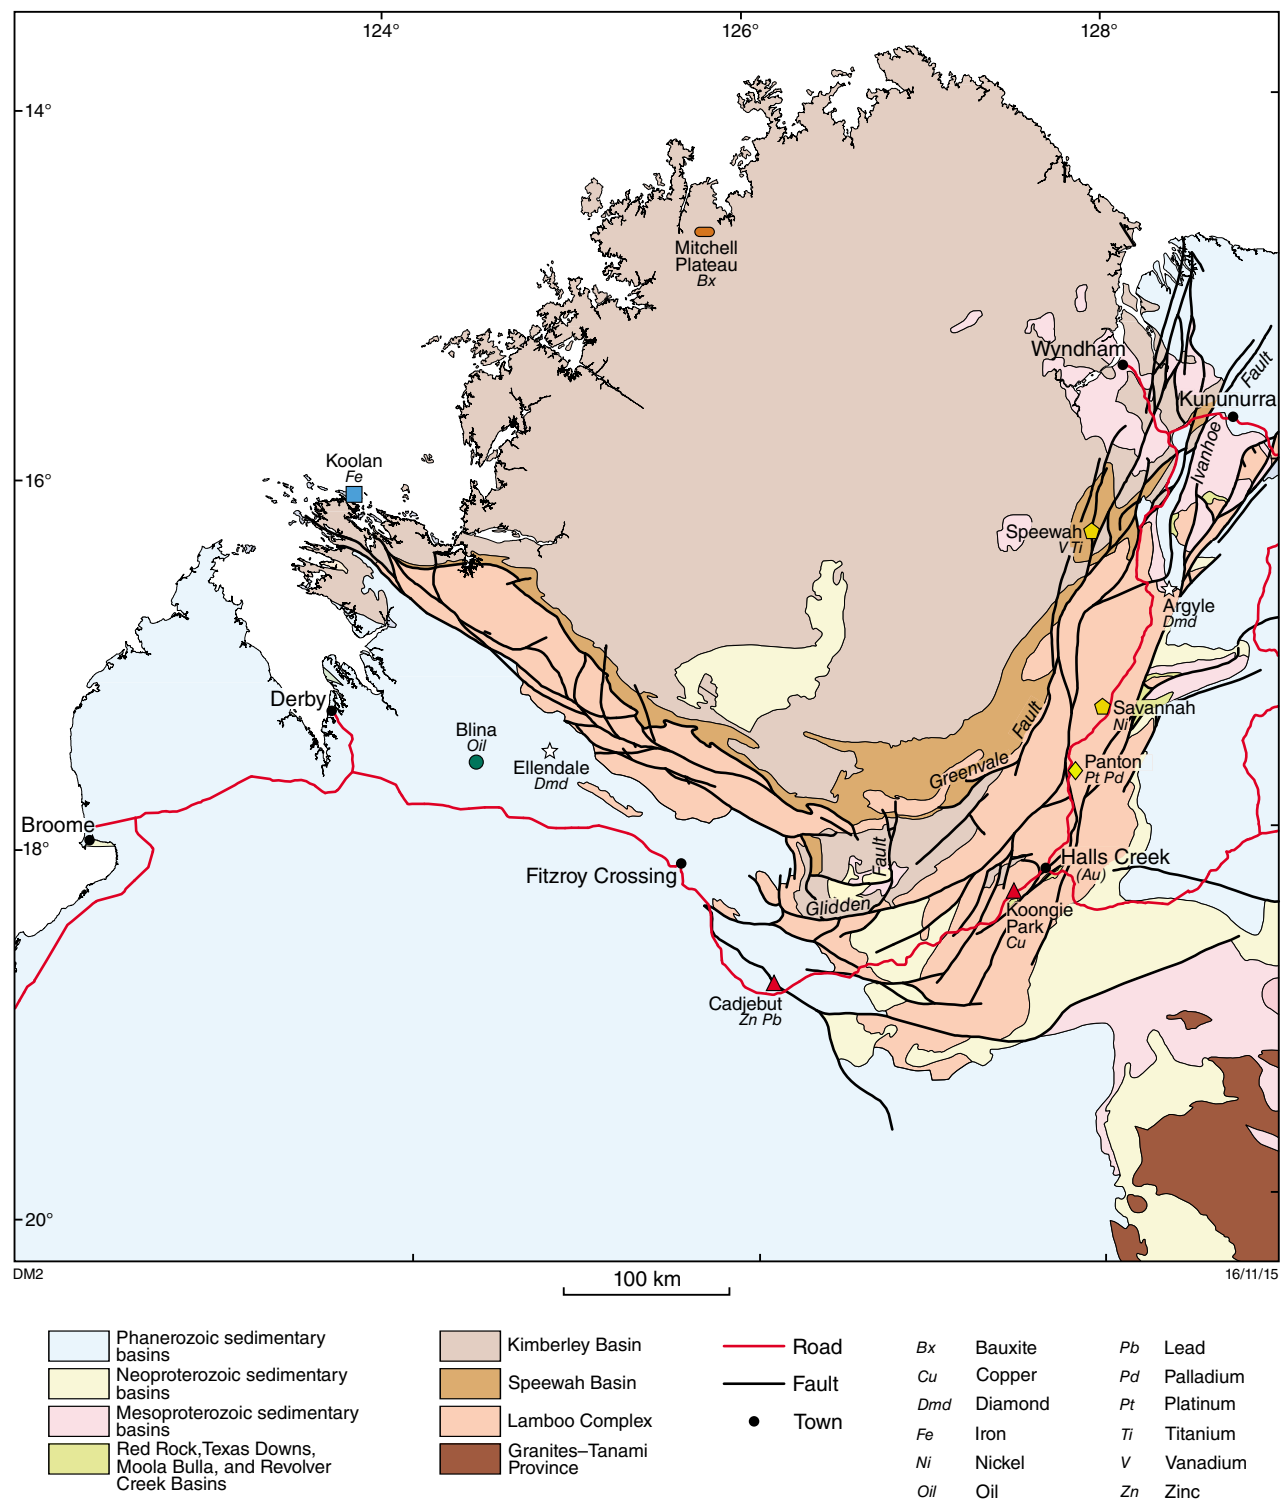 124°
126°
128°
14°
Mitchell
Plateau
Bx
Wyndham
Fault
Kununurra
Ivanhoe
Koolan
Fe
16°
Speewah
V Ti
Argyle
Dmd
Derby
Savannah
Ni
Fault
Blina
Oil
Greenvale
Panton
Pt Pd
Ellendale
Dmd
Broome
18°
Fault
Halls Creek
(Au)
Fitzroy Crossing
Glidden
Koongie
Park
Cu
Cadjebut
Zn Pb
20°
DM2
16/11/15
100 km
Phanerozoic sedimentary
basins
Neoproterozoic sedimentary
basins
Mesoproterozoic sedimentary
basins
Red Rock,Texas Downs,
Moola Bulla, and Revolver
Creek Basins
Kimberley Basin
Speewah Basin
Lamboo Complex
Granites–Tanami
Province
Road
Fault
Town
Bx Bauxite
Cu Copper
Dmd Diamond
Fe Iron
Ni Nickel
Oil Oil
Pb Lead
Pd Palladium
Pt Platinum
Ti Titanium
V Vanadium
Zn Zinc